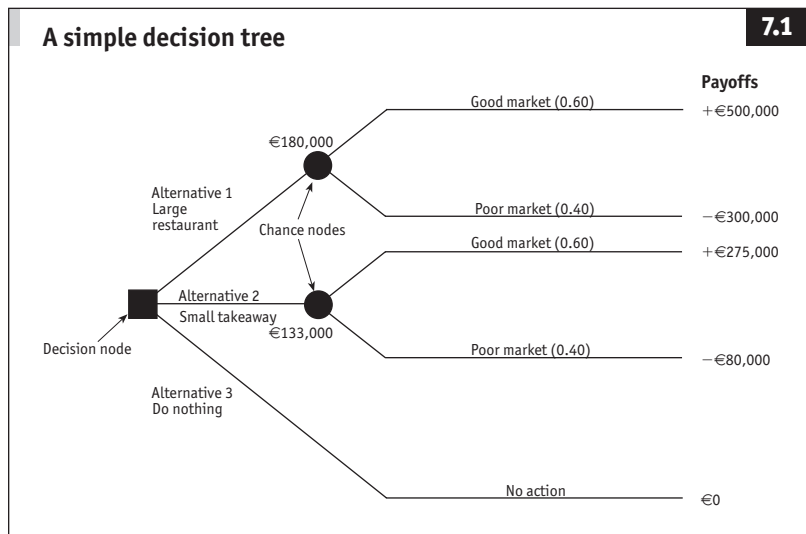 A simple decision tree
7.1
Payoffs
Good market (0.60)
+€500,000
€180,000
Alternative 1
Large
restaurant
Poor market (0.40)
−€300,000
Chance nodes
Good market (0.60)
+€275,000
Alternative 2
Small takeaway
€133,000
Decision node
Poor market (0.40)
−€80,000
Alternative 3
Do nothing
No action
€0